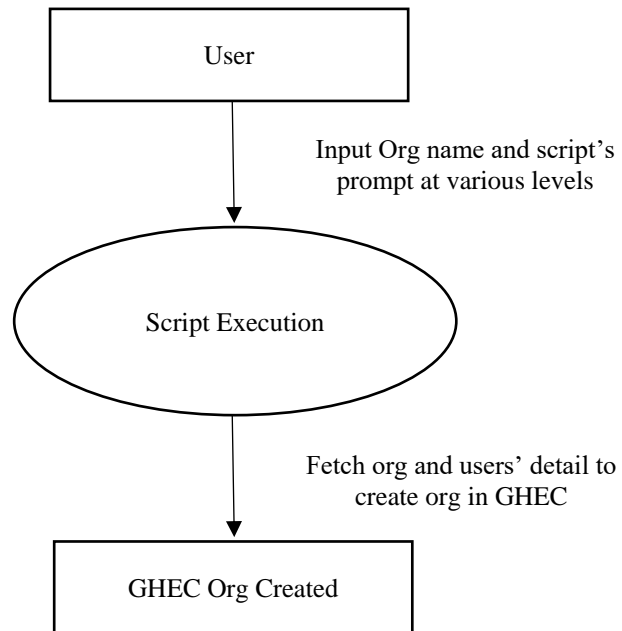 User
Input Org name and script’s
prompt at various levels
Script Execution
Fetch org and users’ detail to
create org in GHEC
GHEC Org Created